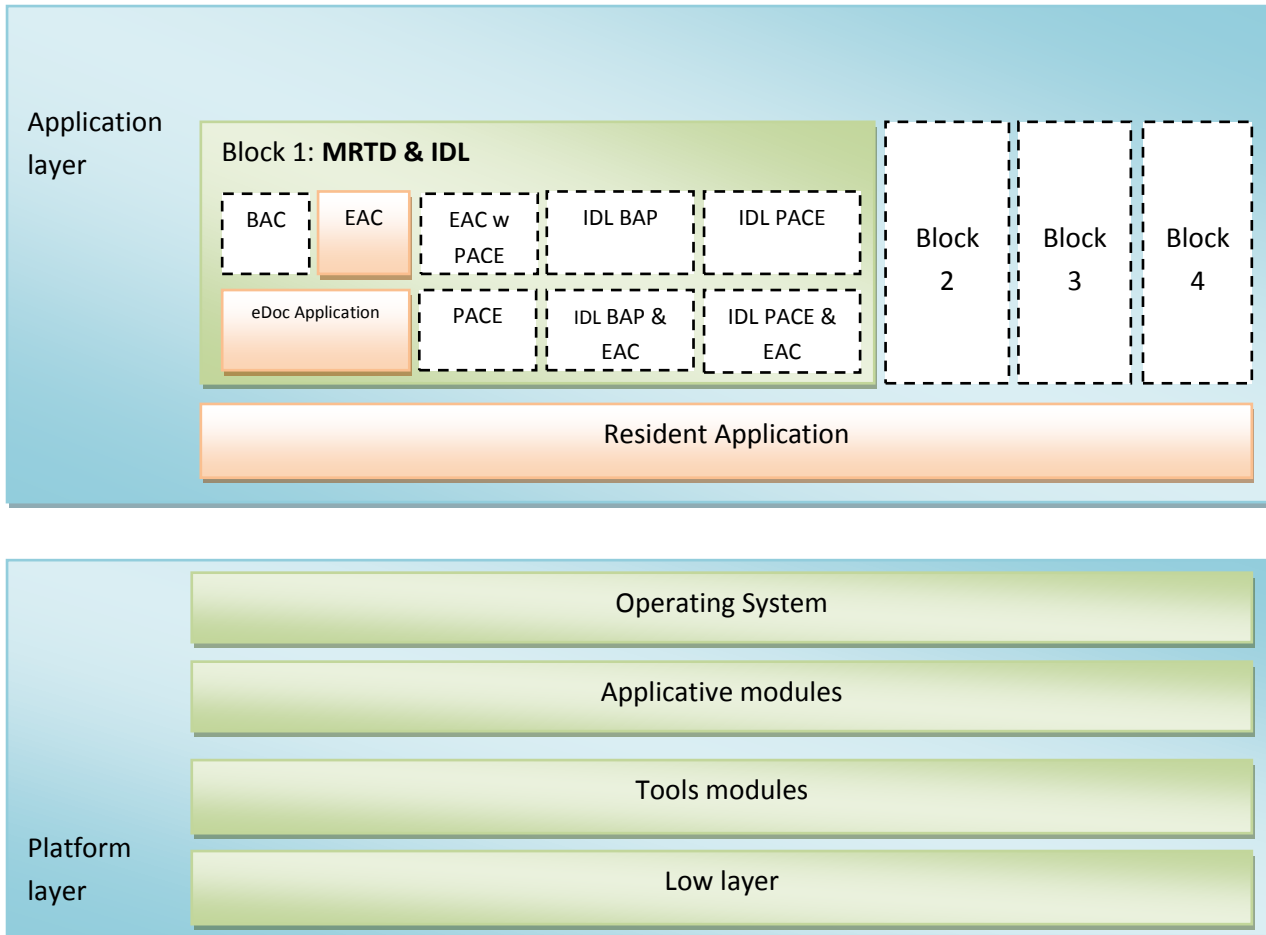 Application
layer
Block 1: MRTD & IDL
BAC
EAC
EAC w
PACE
IDL BAP
IDL PACE
eDoc Application
PACE
IDL BAP &
EAC
IDL PACE &
EAC
Block
2
Block
3
Block
4
Resident Application
Operating System
Applicative modules
Tools modules
Platform
layer
Low layer